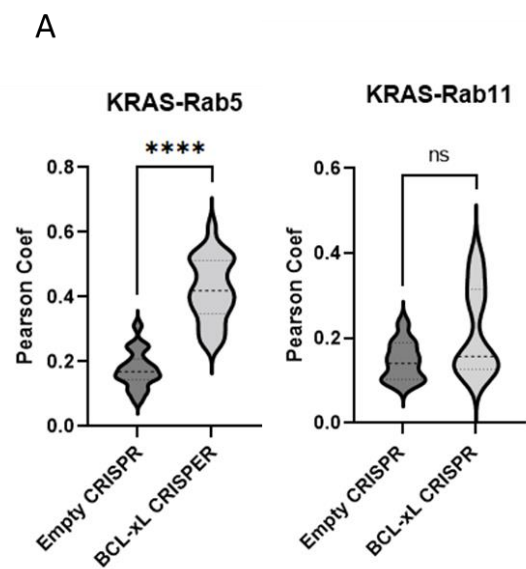 A
KRAS-Rab5
****
0.8
0.6
0.4
0.2
0.0
Pearson Coef
Empty CRISPR
BCL-xL CRISPER
KRAS-Rab11
ns
0.6
0.4
0.2
0.0
Pearson Coef
Empty CRISPR
BCL-xL CRISPR